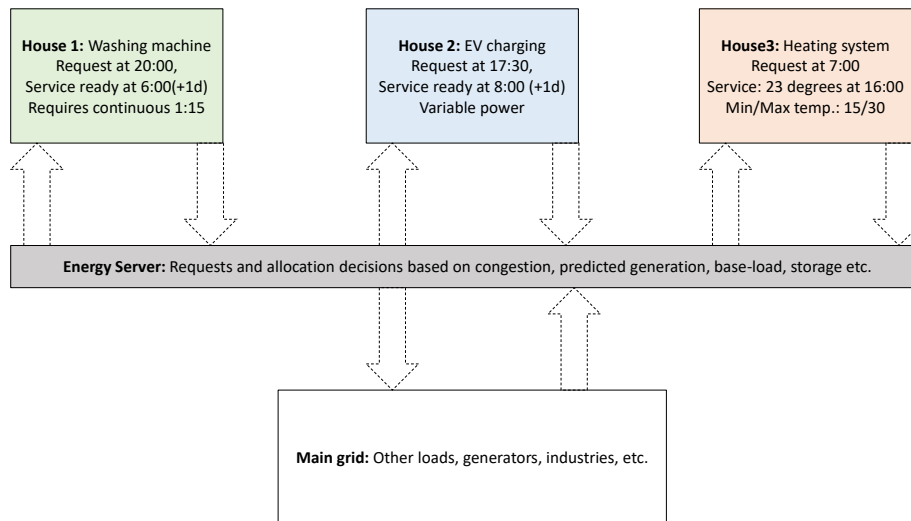 House 1: Washing machine
Request at 20:00,
Service ready at 6:00(+1d)
Requires continuous 1:15
House 2: EV charging
Request at 17:30,
Service ready at 8:00 (+1d)
Variable power
House3: Heating system
Request at 7:00
Service: 23 degrees at 16:00
Min/Max temp.: 15/30
Energy Server: Requests and allocation decisions based on congestion, predicted generation, base-load, storage etc.
Main grid: Other loads, generators, industries, etc.